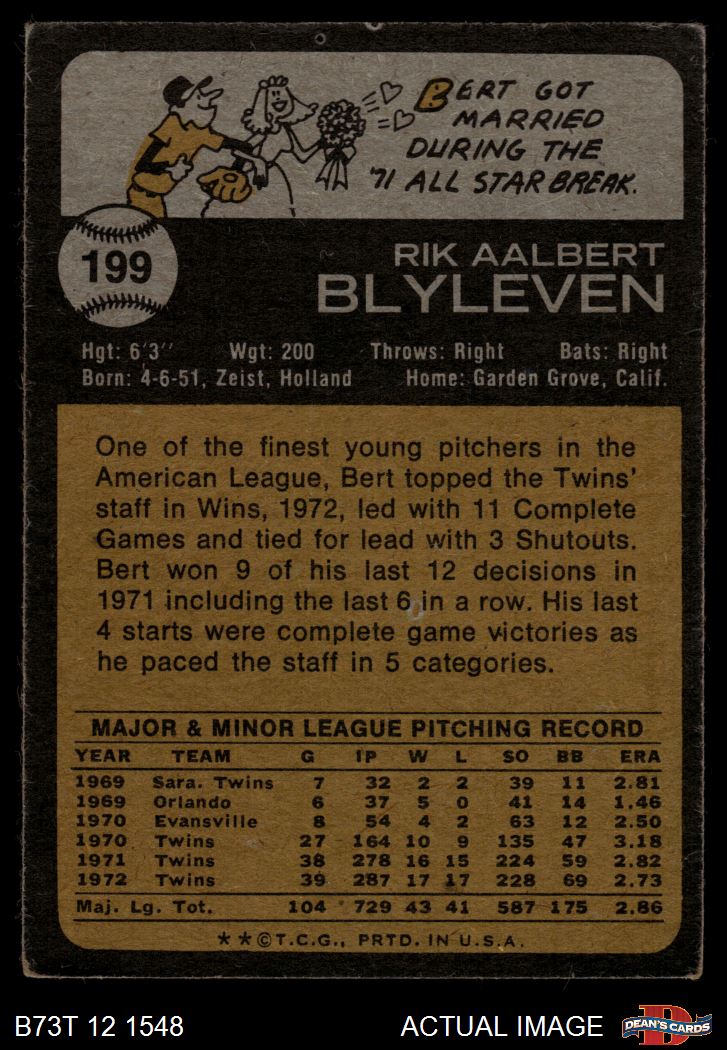 BERT GOT
MARRIED
DURING THE
'71 ALL STAR BREAK.
199
RIK AALBERT
BLYLEVEN
Hgt: 6'3'' Wgt: 200 Throws: Right Bats: Right
Born: 4-6-51, Zeist, Holland Home: Garden Grove, Calif.
One of the finest young pitchers in the
American League, Bert topped the Twins'
staff in Wins, 1972, led with 11 Complete
Games and tied for lead with 3 Shutouts.
Bert won 9 of his last 12 decisions in
1971 including the last 6 in a row. His last
4 starts were complete game victories as
he paced the staff in 5 categories.
MAJOR & MINOR LEAGUE PITCHING RECORD
YEAR TEAM G IP W L SO BB ERA
1969 Sara. Twins 7 32 2 2 39 11 2.81
1969 Orlando 6 37 5 0 41 14 1.46
1970 Evansville 8 54 4 2 63 12 2.50
1970 Twins 27 164 10 9 135 47 3.18
1971 Twins 38 278 16 15 224 59 2.82
1972 Twins 39 287 17 17 228 69 2.73
Maj. Lg. Tot. 104 729 43 41 587 175 2.86
**©T.C.G., PRTD. IN U.S.A.
B73T 12 1548 ACTUAL IMAGE
D
DEAN'S CARDS